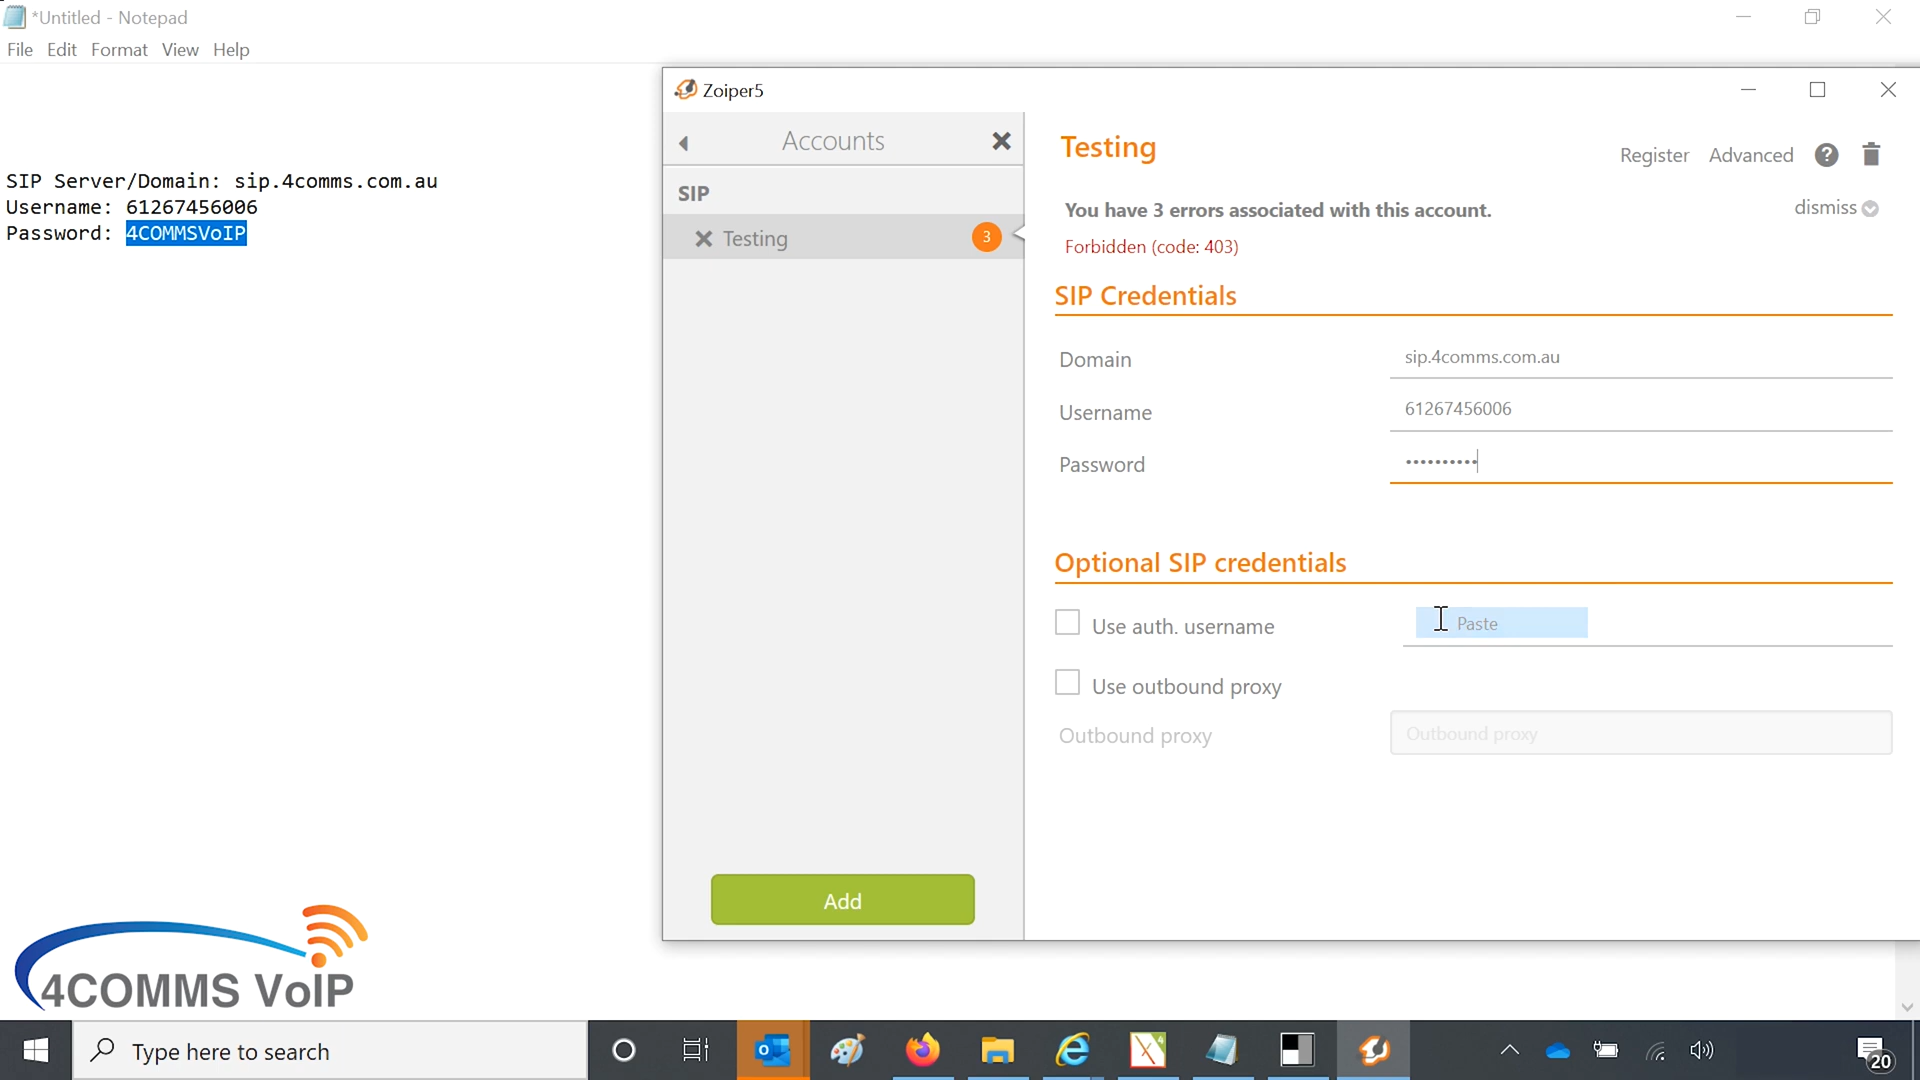 *Untitled - Notepad
File Edit Format View Help
SIP Server/Domain: sip.4comms.com.au
Username: 61267456006
Password: 4COMMSVoIP
4COMMS VoIP
Zoiper5
Accounts
SIP
Testing 3
Add
Testing
Register Advanced ?
You have 3 errors associated with this account. dismiss
Forbidden (code: 403)
SIP Credentials
Domain sip.4comms.com.au
Username 61267456006
Password ••••••••••
Optional SIP credentials
Use auth. username Paste
Use outbound proxy
Outbound proxy Outbound proxy
Type here to search
20